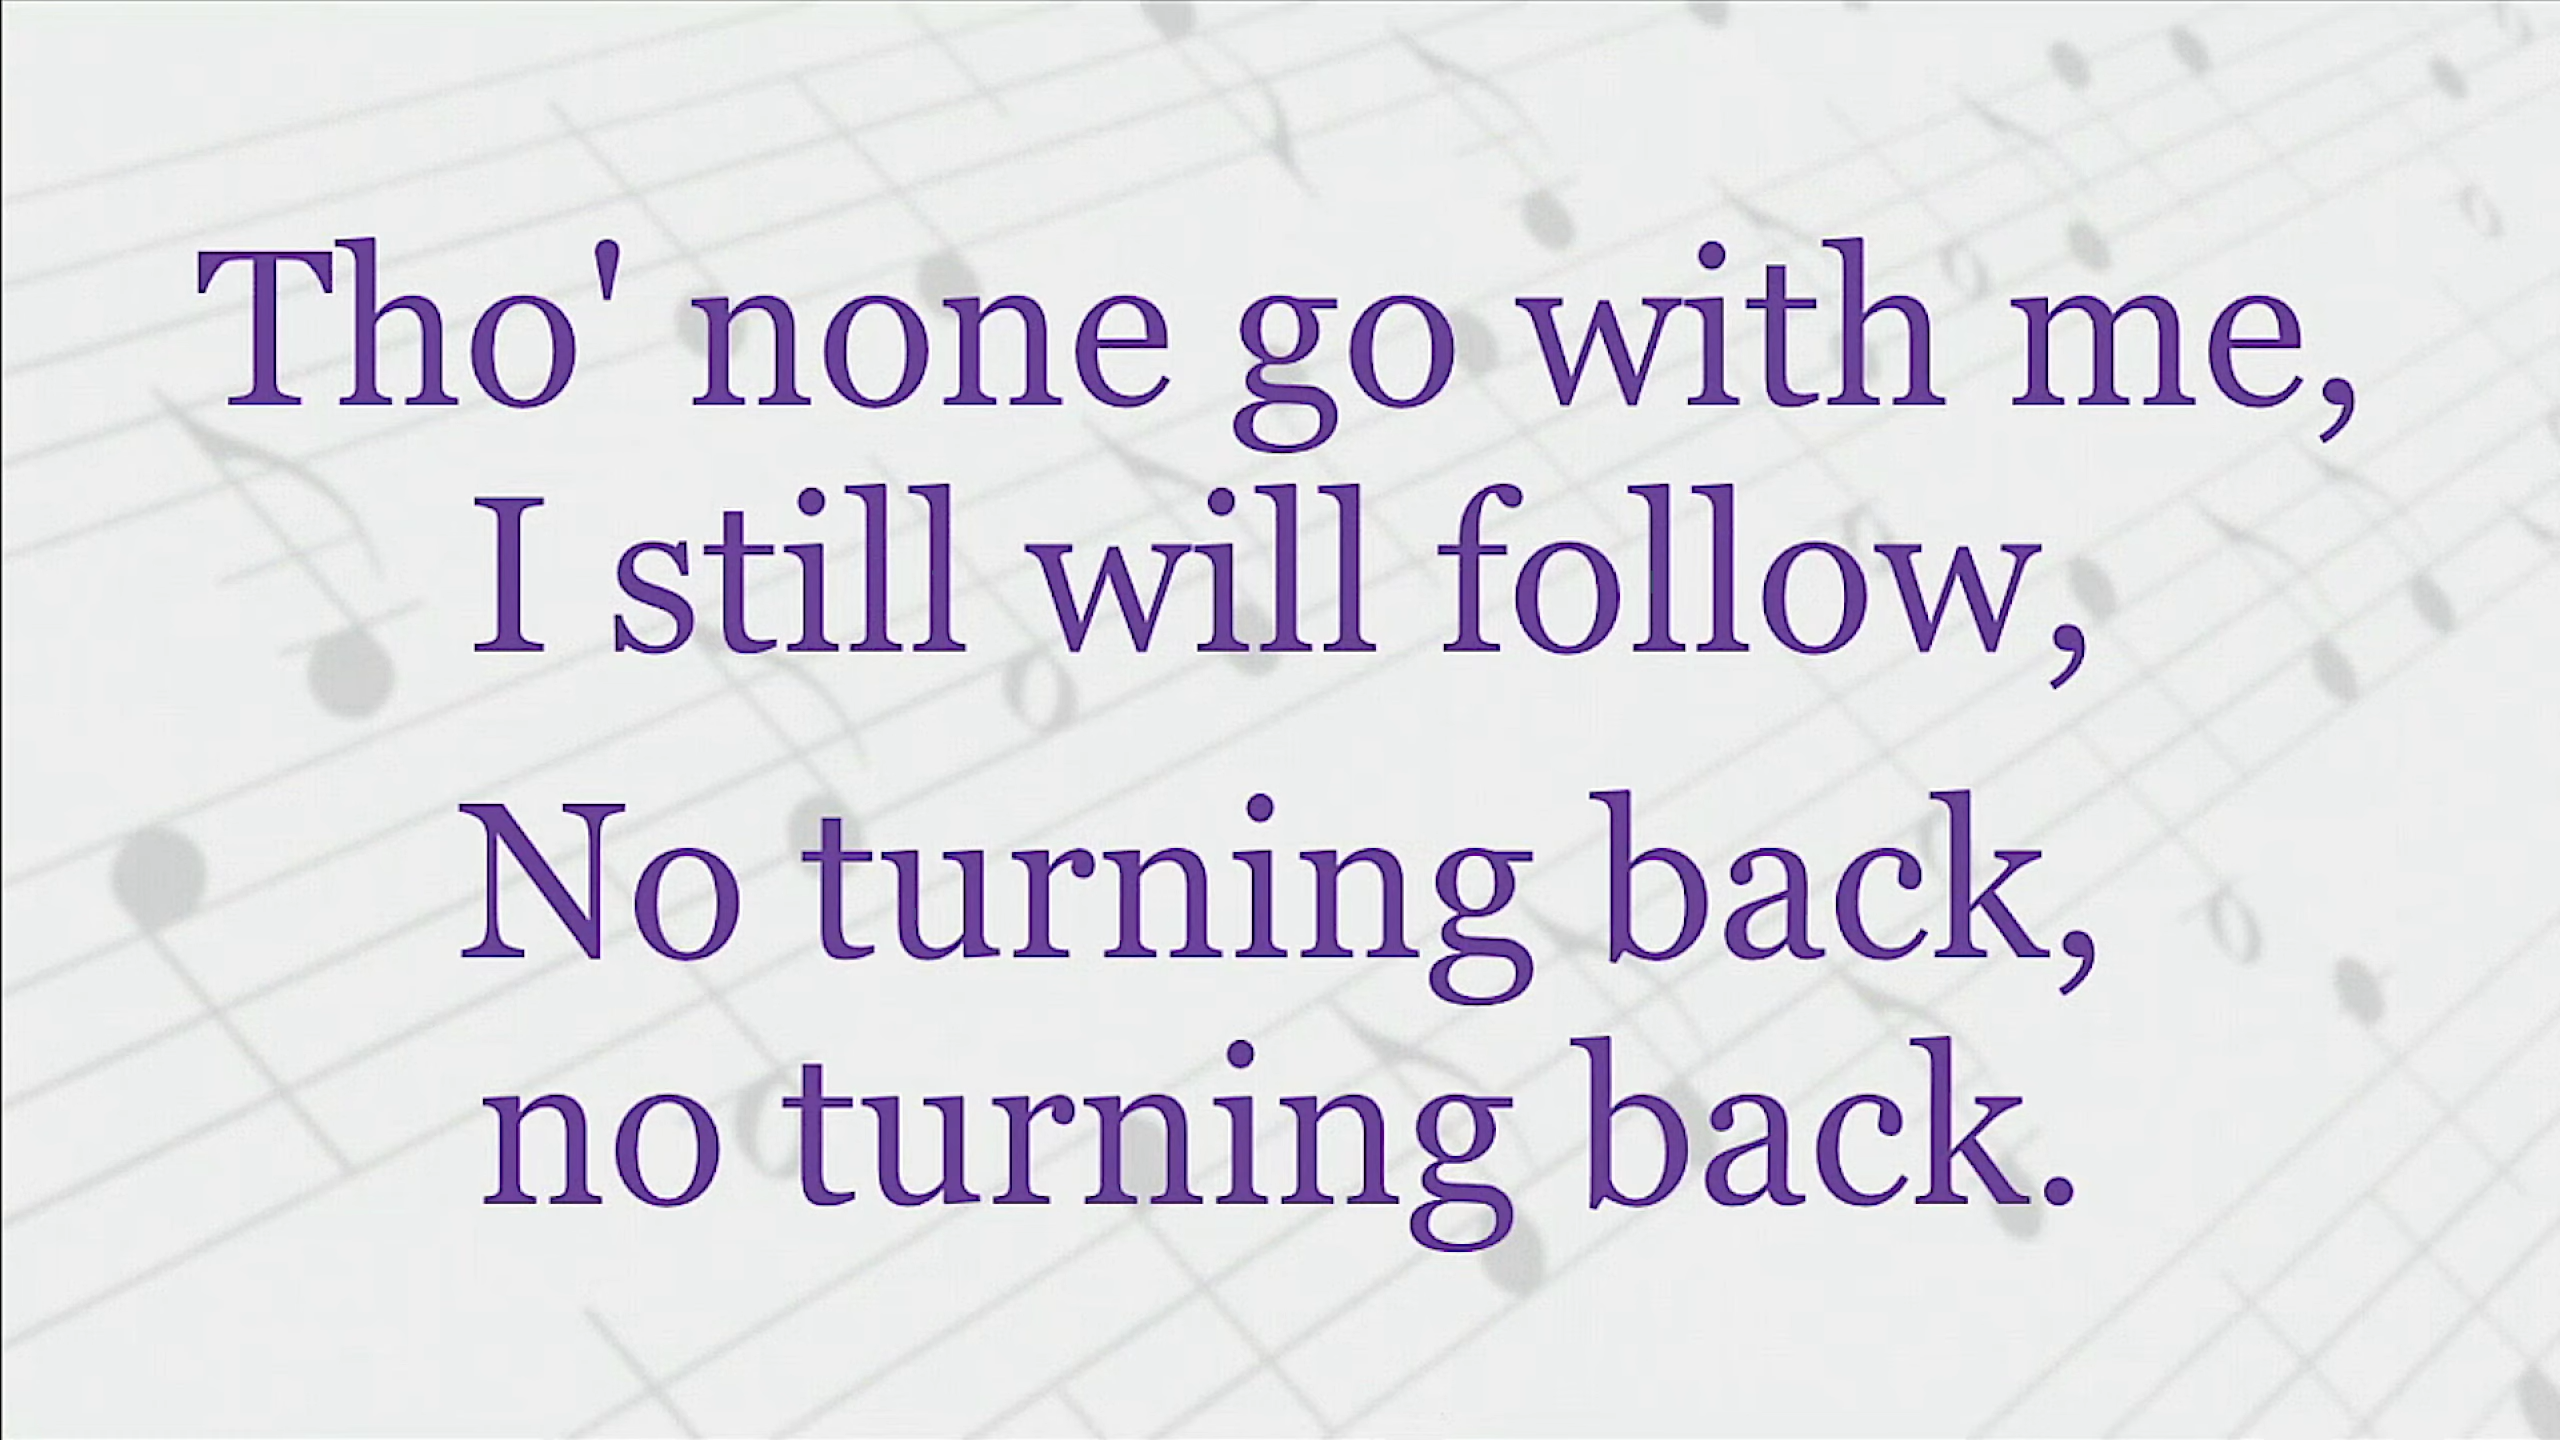 Tho' none go with me,
I still will follow,
No turning back,
no turning back.